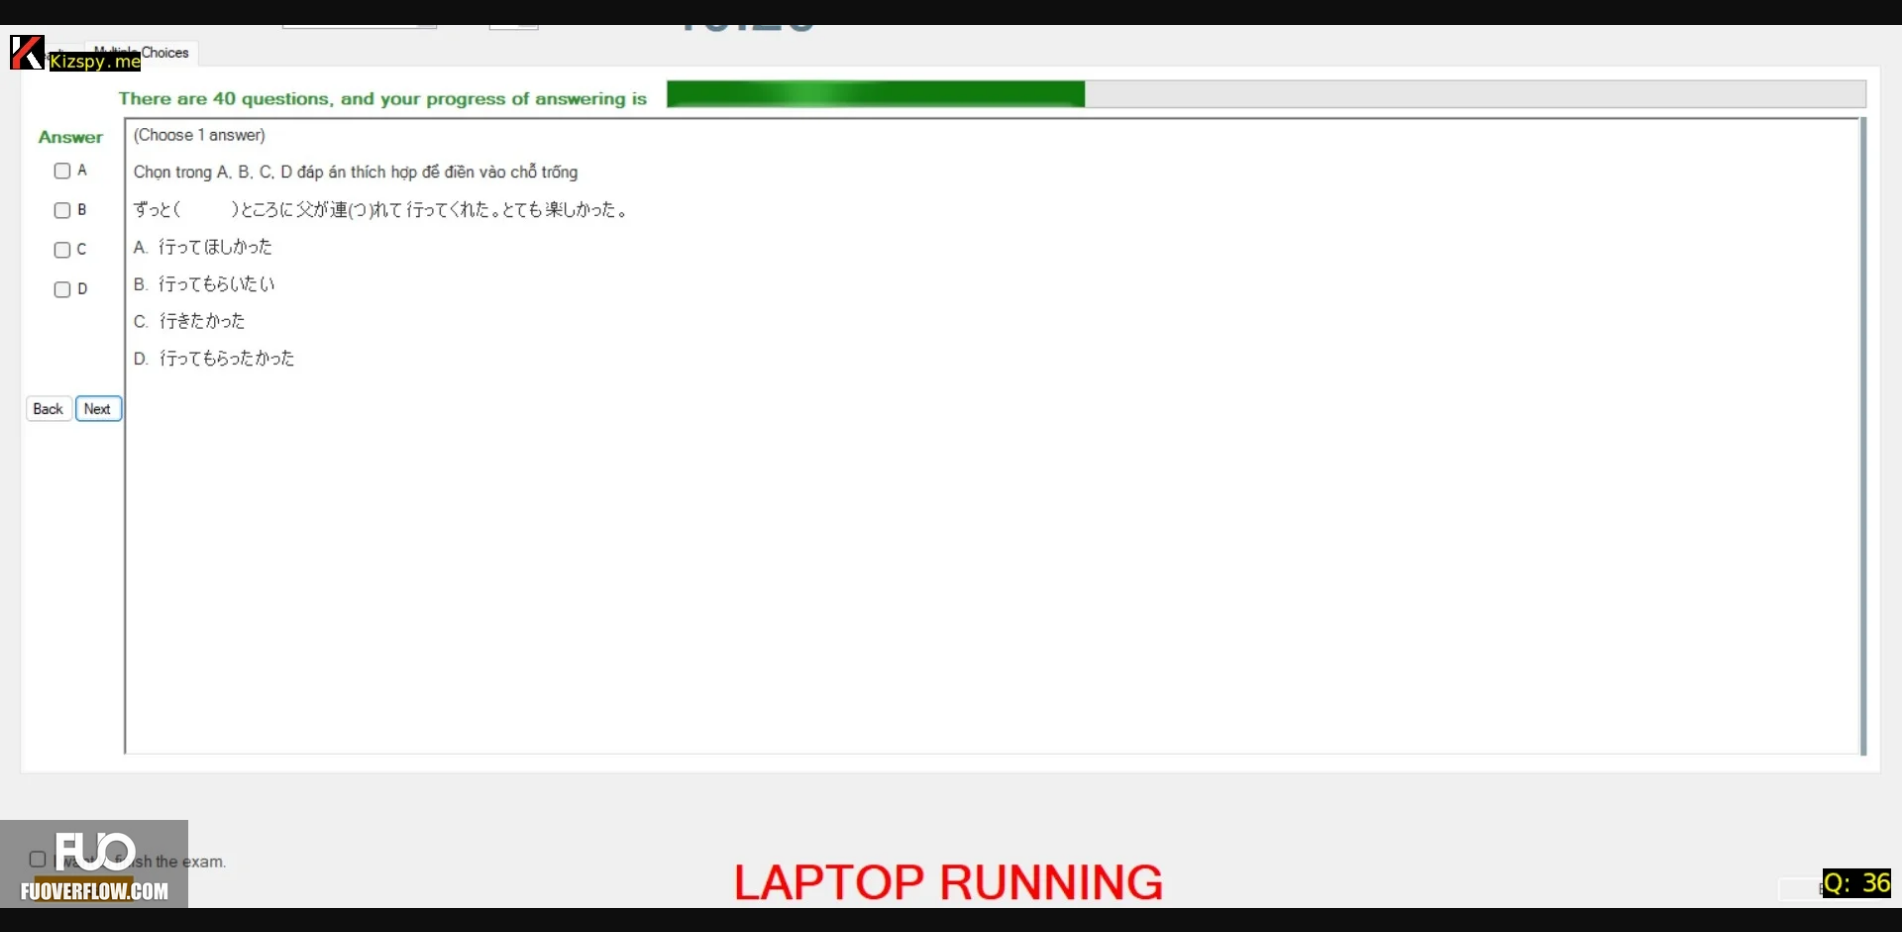 Choices
Kizspy.me
There are 40 questions, and your progress of answering is
Answer
(Choose 1 answer)
A
Chọn trong A, B, C, D đáp án thích hợp để điền vào chỗ trống
B
ずっと( )ところに父が連(つ)れて行ってくれた。とても楽しかった。
C
A. 行ってほしかった
D
B. 行ってもらいたい
C. 行きたかった
D. 行ってもらったかった
Back Next
FUO
the exam.
FUOVERFLOW.COM
LAPTOP RUNNING
Q: 36